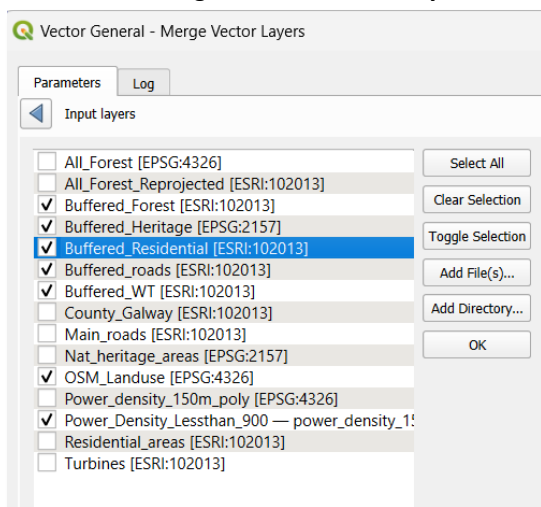 Vector General - Merge Vector Layers
Parameters Log
Input layers
All_Forest [EPSG:4326]
All_Forest_Reprojected [ESRI:102013]
Buffered_Forest [ESRI:102013]
Buffered_Heritage [EPSG:2157]
Buffered_Residential [ESRI:102013]
Buffered_roads [ESRI:102013]
Buffered_WT [ESRI:102013]
County_Galway [ESRI:102013]
Main_roads [ESRI:102013]
Nat_heritage_areas [EPSG:2157]
OSM_Landuse [EPSG:4326]
Power_density_150m_poly [EPSG:4326]
Power_Density_Lessthan_900 — power_density_15
Residential_areas [ESRI:102013]
Turbines [ESRI:102013]
Select All
Clear Selection
Toggle Selection
Add File(s)...
Add Directory...
OK